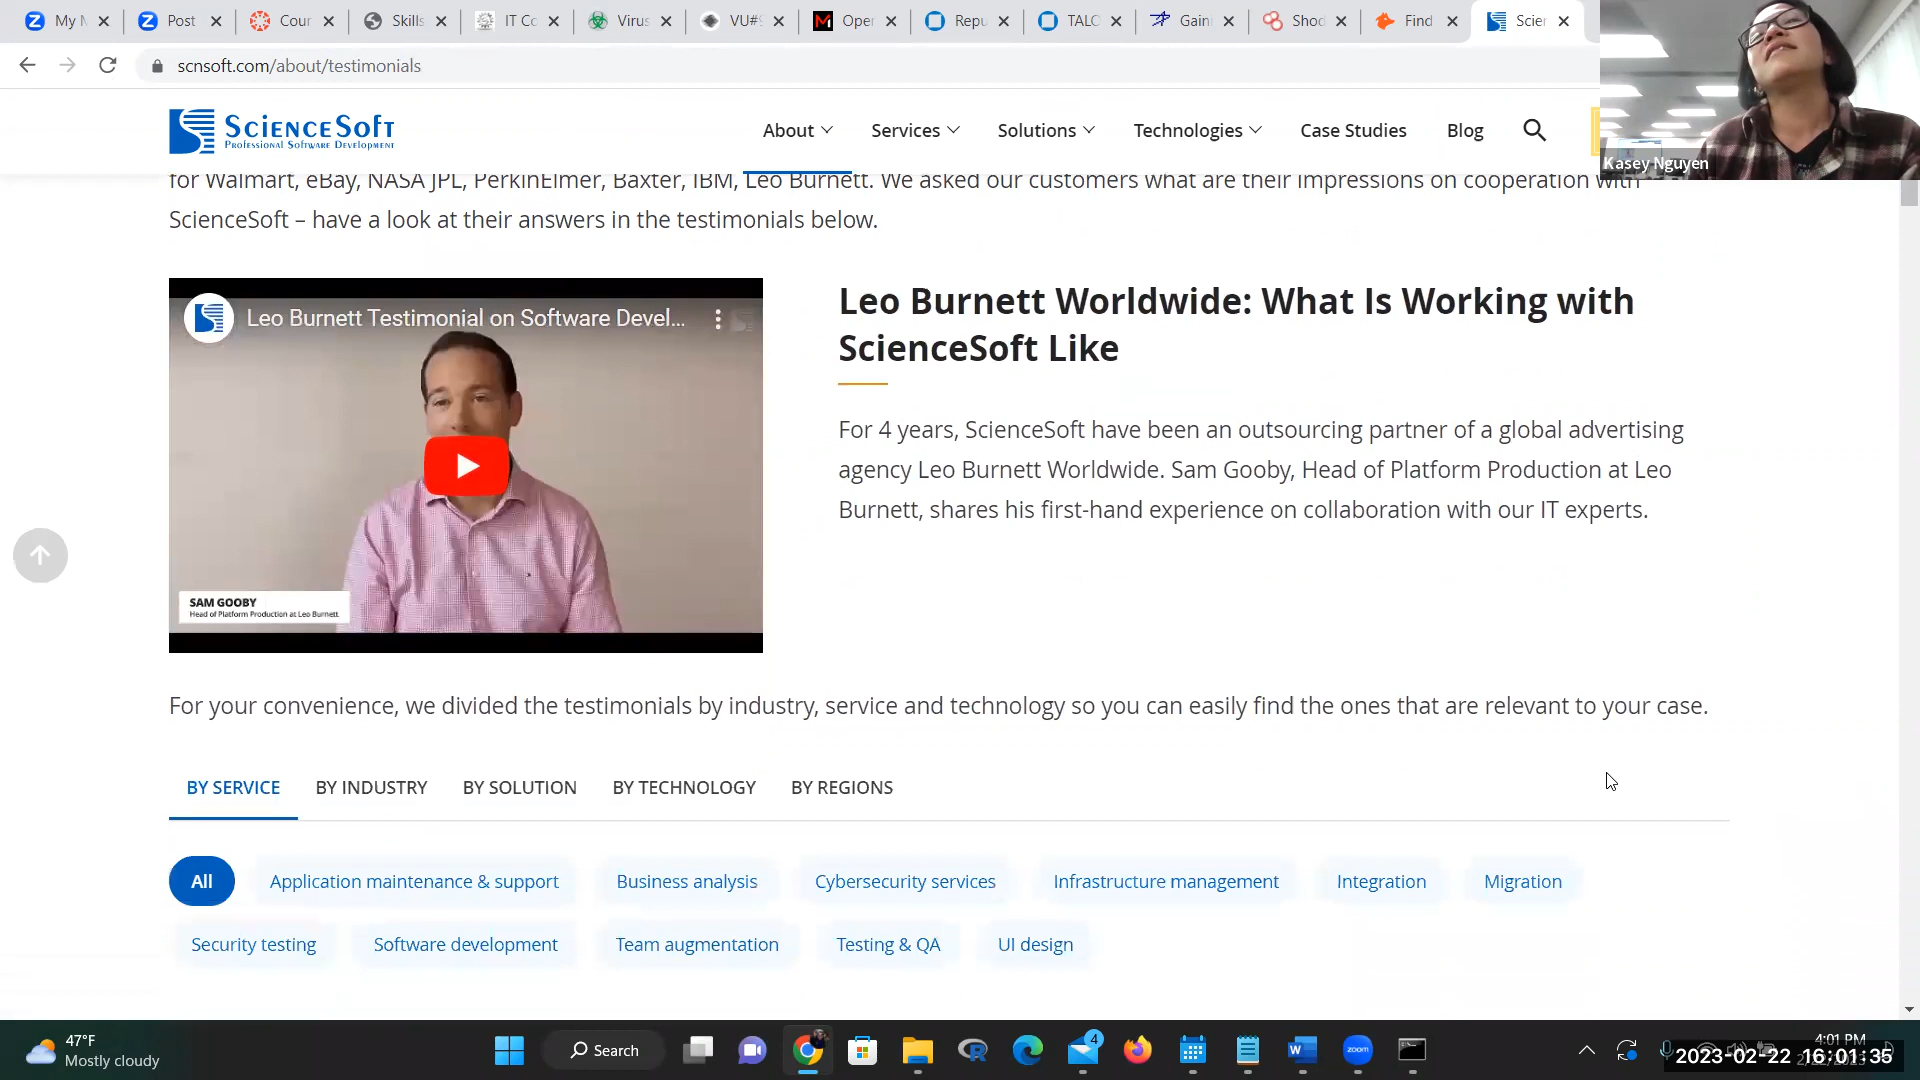 My
Post
Cour
Skills
IT Co
Virus
VU#
Open
Repu
TALO
Gain
Shod
Find
Scien
scnsoft.com/about/testimonials
ScienceSoft
Professional Software Development
About
Services
Solutions
Technologies
Case Studies
Blog
Kasey Nguyen
for Walmart, eBay, NASA JPL, PerkinElmer, Baxter, IBM, Leo Burnett. We asked our customers what are their impressions on cooperation with
ScienceSoft – have a look at their answers in the testimonials below.
Leo Burnett Testimonial on Software Devel...
SAM GOOBY
Head of Platform Production at Leo Burnett
Leo Burnett Worldwide: What Is Working with
ScienceSoft Like
For 4 years, ScienceSoft have been an outsourcing partner of a global advertising
agency Leo Burnett Worldwide. Sam Gooby, Head of Platform Production at Leo
Burnett, shares his first-hand experience on collaboration with our IT experts.
For your convenience, we divided the testimonials by industry, service and technology so you can easily find the ones that are relevant to your case.
BY SERVICE
BY INDUSTRY
BY SOLUTION
BY TECHNOLOGY
BY REGIONS
All
Application maintenance & support
Business analysis
Cybersecurity services
Infrastructure management
Integration
Migration
Security testing
Software development
Team augmentation
Testing & QA
UI design
47°F
Mostly cloudy
Search
4
zoom
4:01 PM
2023-02-22 16:01:35